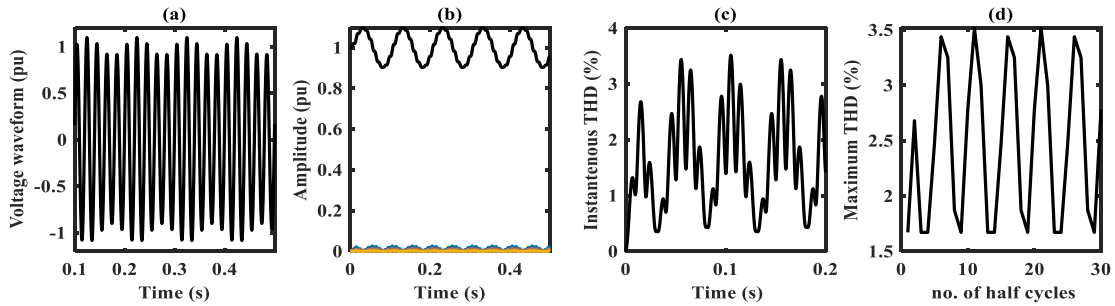 (a)
Voltage waveform (pu)
1
0.5
0
-0.5
-1
0.1
0.2
0.3
0.4
Time (s)
(b)
Amplitude (pu)
1
0.8
0.6
0.4
0.2
0
0
0.2
0.4
Time (s)
(c)
Instantenous THD (%)
4
3
2
1
0
0
0.1
0.2
Time (s)
(d)
Maximum THD (%)
3.5
3
2.5
2
1.5
0
10
20
30
no. of half cycles